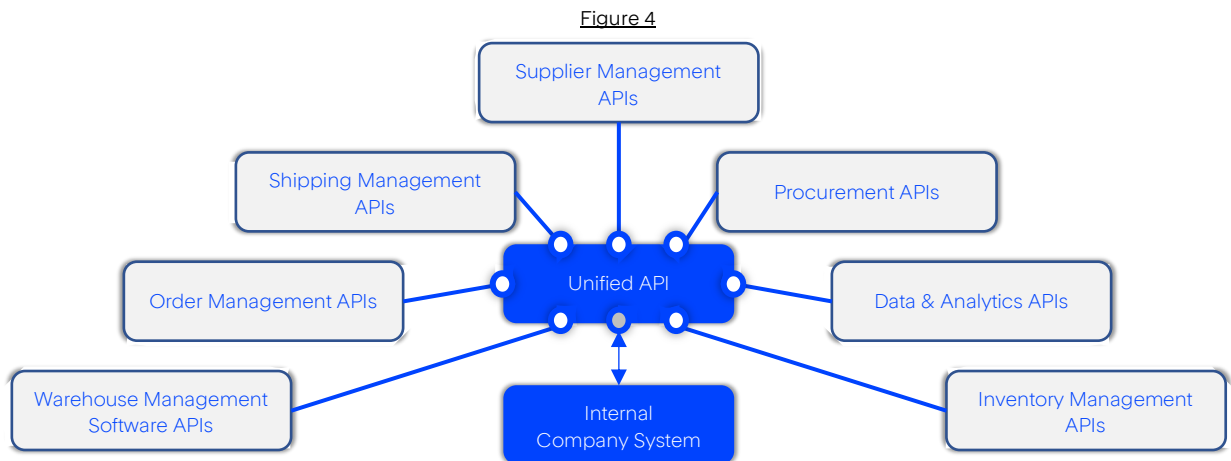 Figure 4
Supplier Management
APIs
Shipping Management
APIs
Procurement APIs
Unified API
Order Management APIs
Data & Analytics APIs
Warehouse Management
Software APIs
Internal
Company System
Inventory Management
APIs